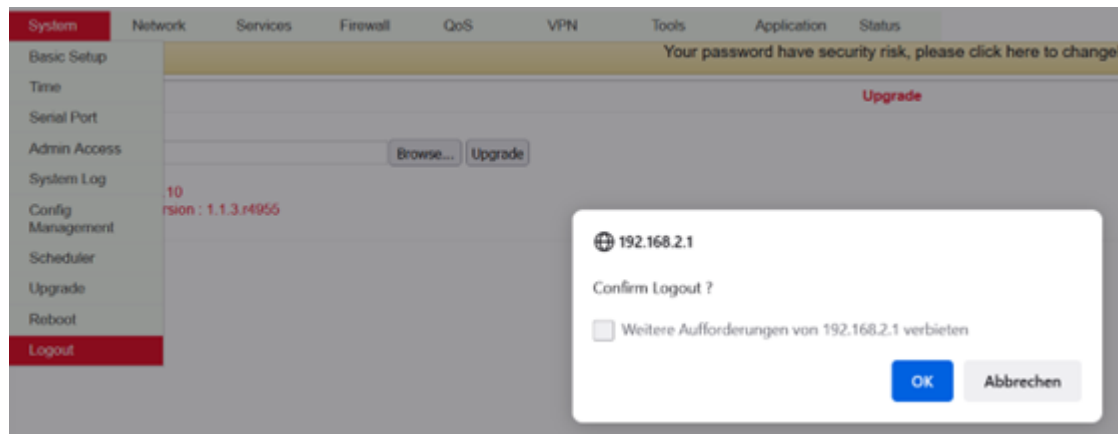 System Network Services Firewall QoS VPN Tools Application Status
Basic Setup
Your password have security risk, please click here to change
Time
Upgrade
Serial Port
Admin Access
Browse... Upgrade
System Log
.10
Config
rsion : 1.1.3.r4955
Management
Scheduler
Upgrade
Reboot
Logout
192.168.2.1
Confirm Logout ?
Weitere Aufforderungen von 192.168.2.1 verbieten
OK Abbrechen